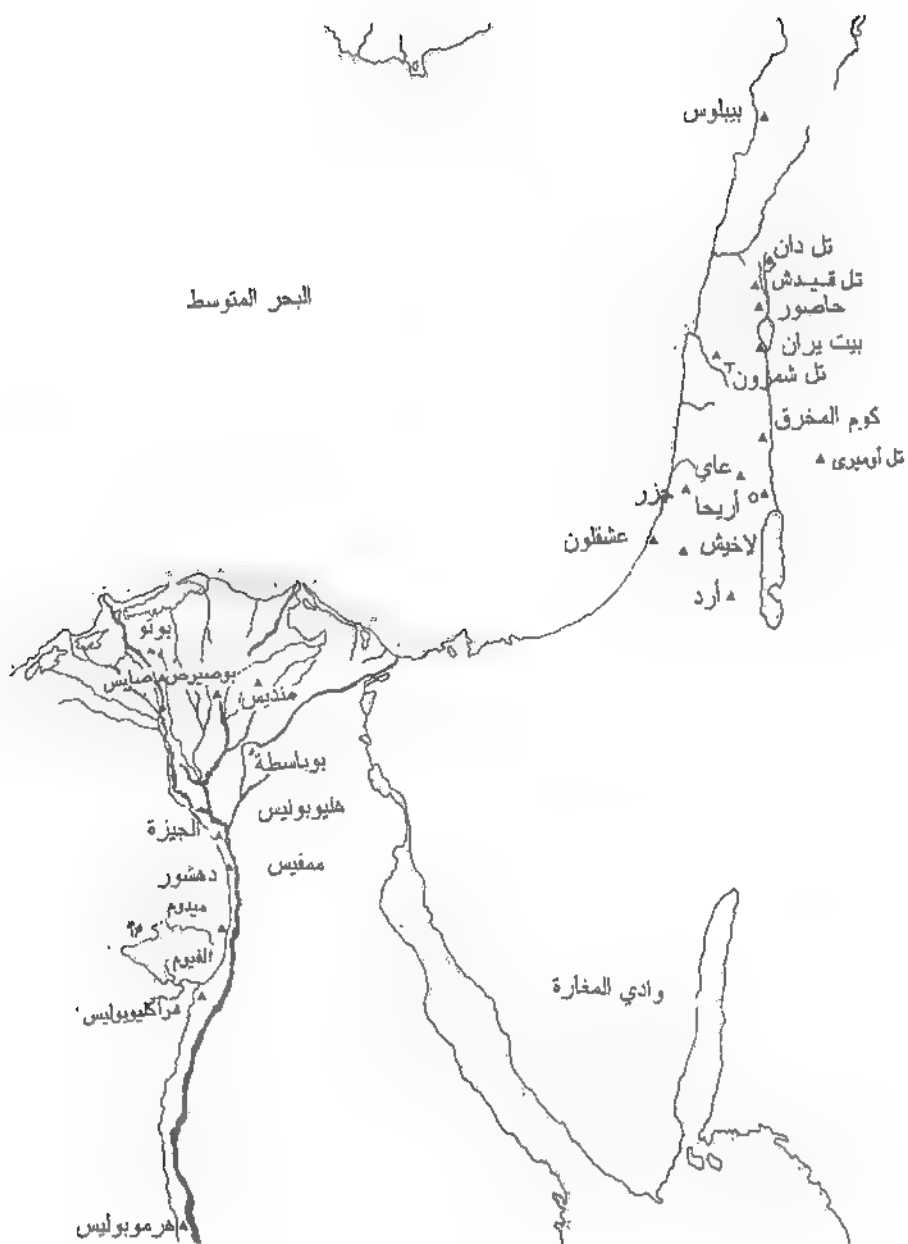 بيبلوس
تل دان
تل قيدش
حاصور
البحر المتوسط
بيت يران
تل شمرون
كوم المخرق
تل أوميرى
عاي
جزر
أريحا
عشقلون
لاخيش
أرد
بوتو
بوصيرص
صايس
منديس
بوباسطة
هليوبوليس
الجيزة
ممفيس
دهشور
ميدوم
الفيوم
وادي المغارة
هراكليوبوليس
هرموبوليس